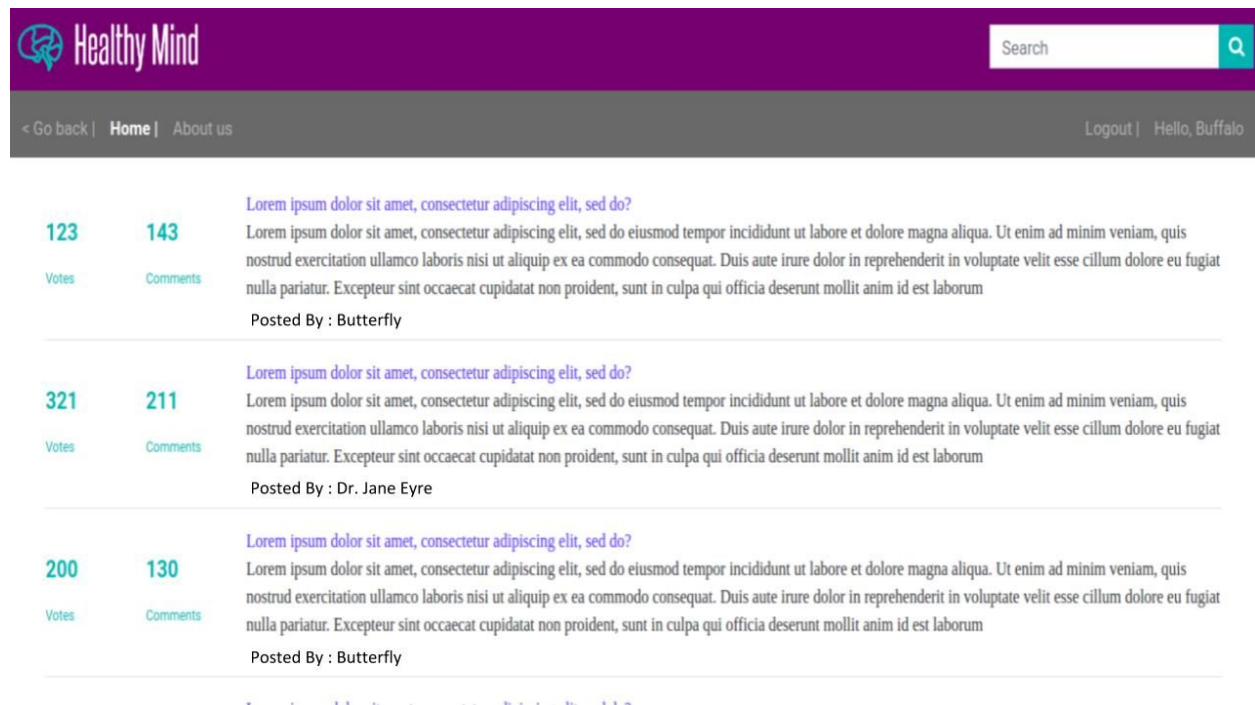 Healthy Mind
Search
< Go back | Home | About us
Logout | Hello, Buffalo
Lorem ipsum dolor sit amet, consectetur adipiscing elit, sed do?
123
143
Lorem ipsum dolor sit amet, consectetur adipiscing elit, sed do eiusmod tempor incididunt ut labore et dolore magna aliqua. Ut enim ad minim veniam, quis
nostrud exercitation ullamco laboris nisi ut aliquip ex ea commodo consequat. Duis aute irure dolor in reprehenderit in voluptate velit esse cillum dolore eu fugiat
Votes
Comments
nulla pariatur. Excepteur sint occaecat cupidatat non proident, sunt in culpa qui officia deserunt mollit anim id est laborum
Posted By : Butterfly
Lorem ipsum dolor sit amet, consectetur adipiscing elit, sed do?
321
211
Lorem ipsum dolor sit amet, consectetur adipiscing elit, sed do eiusmod tempor incididunt ut labore et dolore magna aliqua. Ut enim ad minim veniam, quis
nostrud exercitation ullamco laboris nisi ut aliquip ex ea commodo consequat. Duis aute irure dolor in reprehenderit in voluptate velit esse cillum dolore eu fugiat
Votes
Comments
nulla pariatur. Excepteur sint occaecat cupidatat non proident, sunt in culpa qui officia deserunt mollit anim id est laborum
Posted By : Dr. Jane Eyre
Lorem ipsum dolor sit amet, consectetur adipiscing elit, sed do?
200
130
Lorem ipsum dolor sit amet, consectetur adipiscing elit, sed do eiusmod tempor incididunt ut labore et dolore magna aliqua. Ut enim ad minim veniam, quis
nostrud exercitation ullamco laboris nisi ut aliquip ex ea commodo consequat. Duis aute irure dolor in reprehenderit in voluptate velit esse cillum dolore eu fugiat
Votes
Comments
nulla pariatur. Excepteur sint occaecat cupidatat non proident, sunt in culpa qui officia deserunt mollit anim id est laborum
Posted By : Butterfly